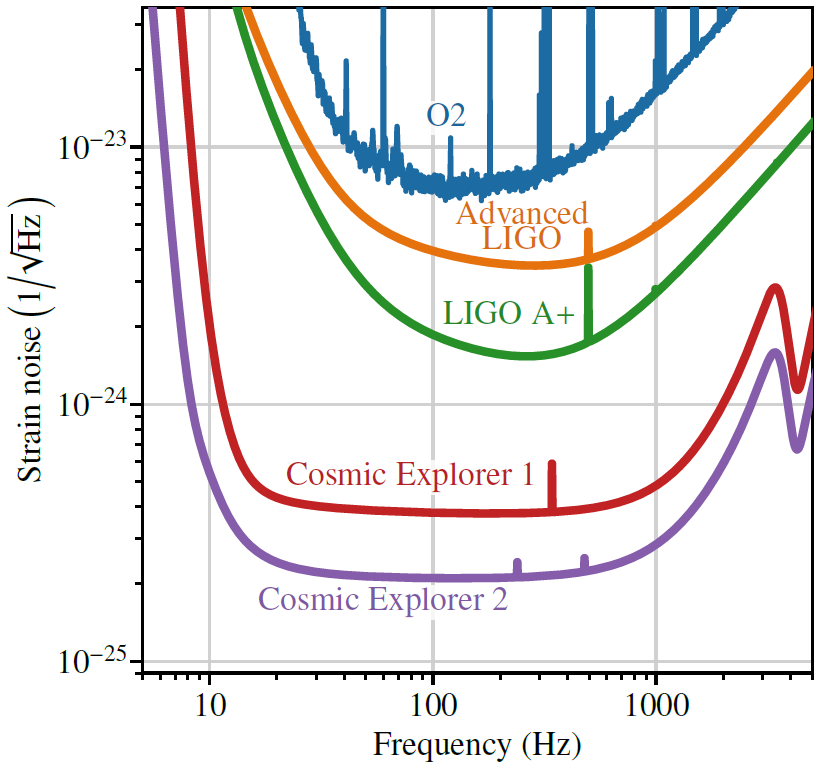 O2
10⁻²³
Advanced
LIGO
LIGO A+
10⁻²⁴
Cosmic Explorer 1
Cosmic Explorer 2
10⁻²⁵
Strain noise (1/√Hz)
10 100 1000
Frequency (Hz)